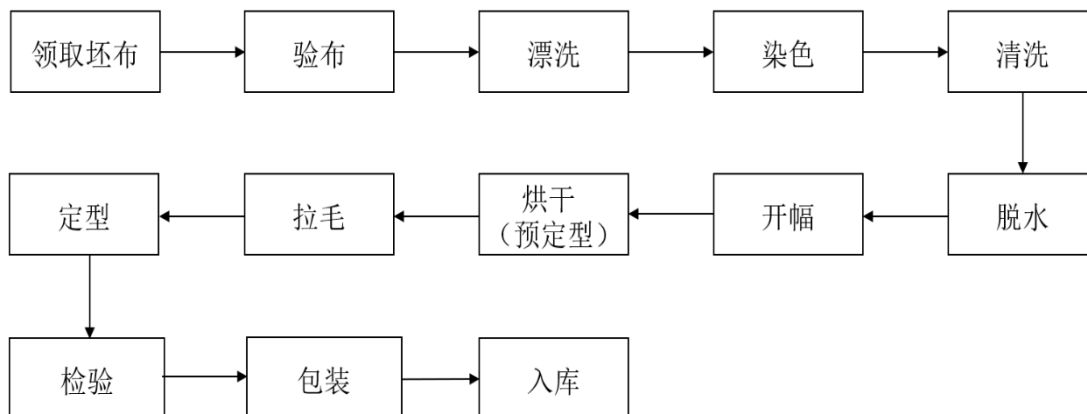 领取坯布
验布
漂洗
染色
清洗
定型
拉毛
烘干
（预定型）
开幅
脱水
检验
包装
入库